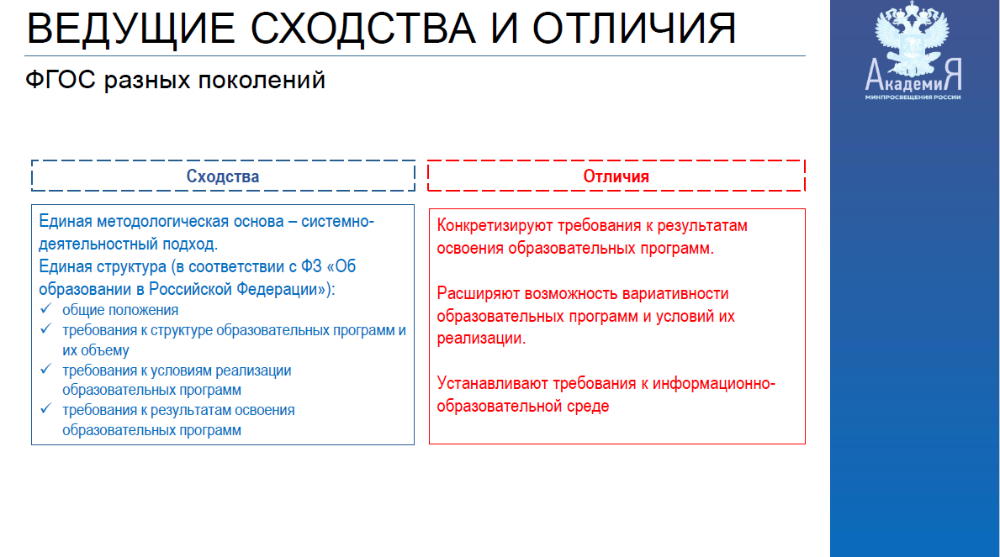 ВЕДУЩИЕ СХОДСТВА И ОТЛИЧИЯ
ФГОС разных поколений
АкадемиЯ
МИНПРОСВЕЩЕНИЯ РОССИИ
Сходства
Единая методологическая основа – системно-
деятельностный подход.
Единая структура (в соответствии с ФЗ «Об
образовании в Российской Федерации»):
✓ общие положения
✓ требования к структуре образовательных программ и
их объему
✓ требования к условиям реализации
образовательных программ
✓ требования к результатам освоения
образовательных программ
Отличия
Конкретизируют требования к результатам
освоения образовательных программ.
Расширяют возможность вариативности
образовательных программ и условий их
реализации.
Устанавливают требования к информационно-
образовательной среде